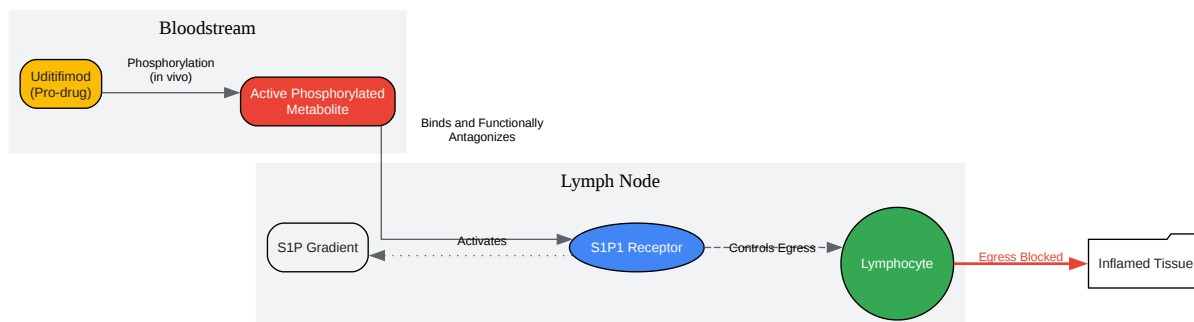 Bloodstream
Phosphorylation
(in vivo)
Uditifimod
(Pro-drug)
Active Phosphorylated
Metabolite
Binds and Functionally
Antagonizes
Lymph Node
S1P Gradient
Activates
S1P1 Receptor
Controls Egress
Lymphocyte
Egress Blocked
Inflamed Tissue